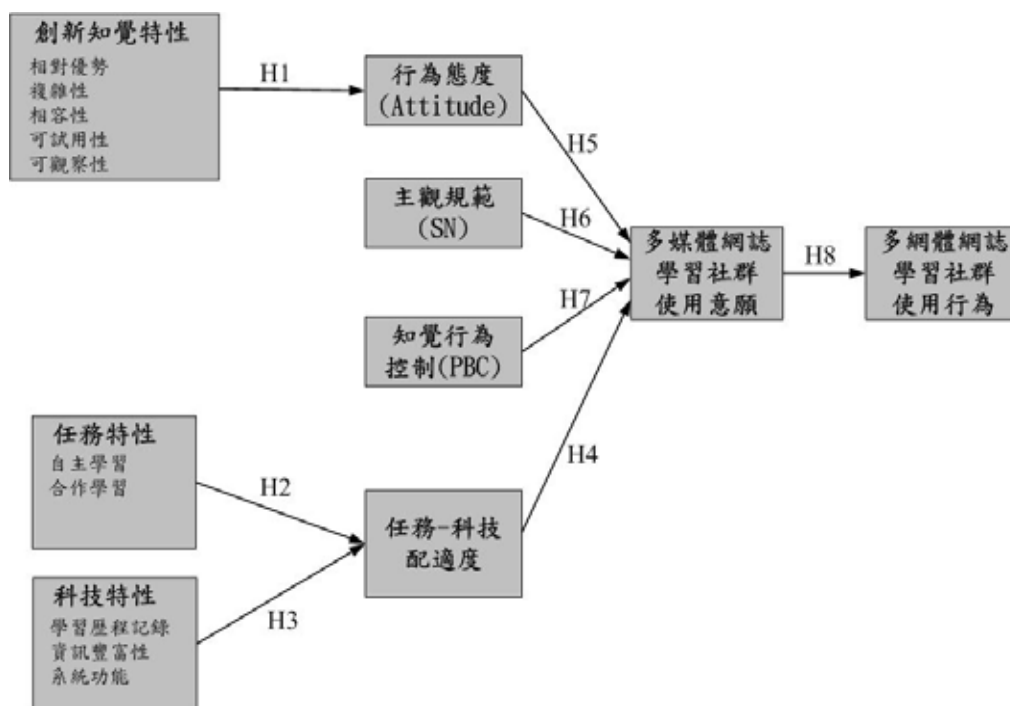 創新知覺特性
相對優勢
複雜性
相容性
可試用性
可觀察性
H1
行為態度
(Attitude)
H5
主觀規範
(SN)
H6
多媒體網誌
學習社群
使用意願
H8
多網體網誌
學習社群
使用行為
知覺行為
控制(PBC)
H7
任務特性
自主學習
合作學習
H2
H4
任務-科技
配適度
科技特性
學習歷程記錄
資訊豐富性
系統功能
H3